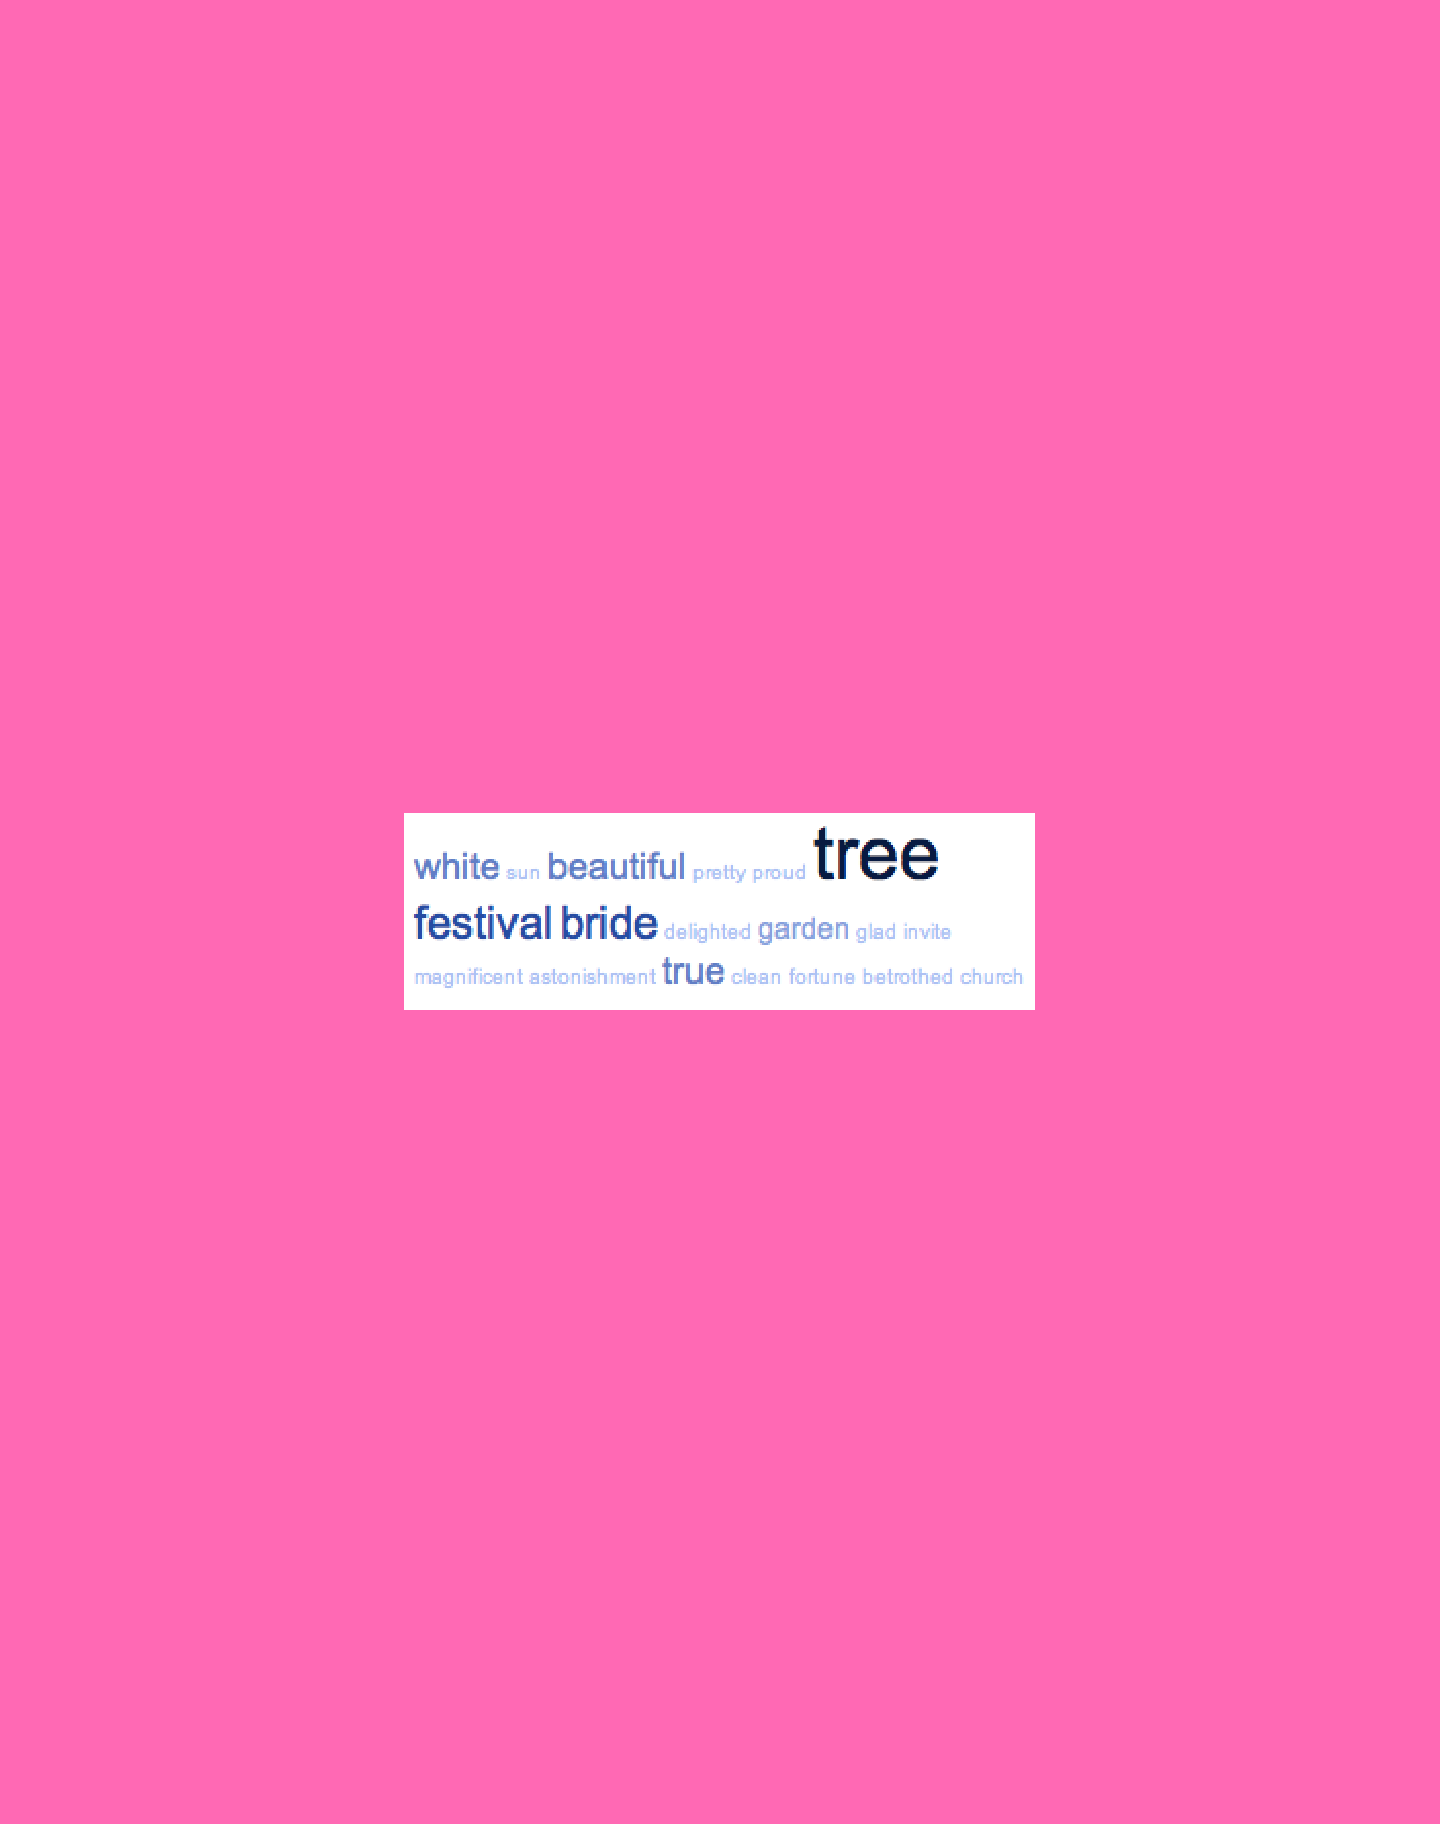 white sun beautiful pretty proud tree
festival bride delighted garden glad invite
magnificent astonishment true clean fortune betrothed church